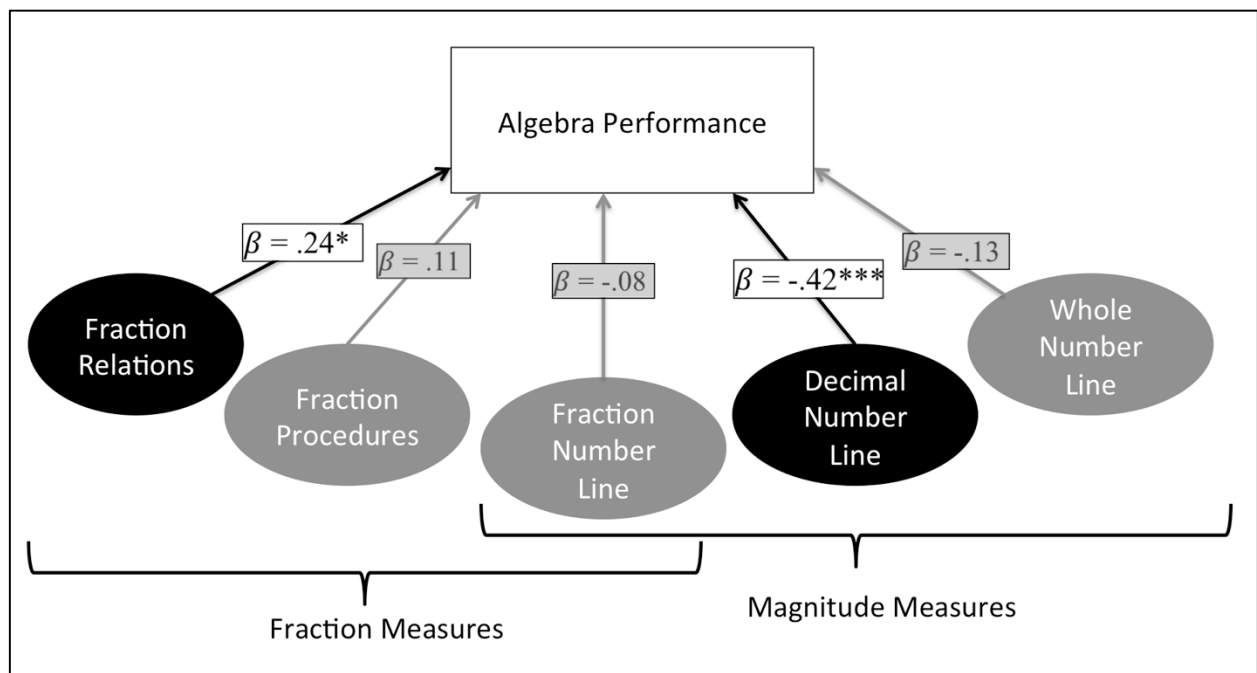 Algebra Performance
β = .24*
β = .11
β = -.08
β = -.42***
β = -.13
Fraction
Relations
Fraction
Procedures
Fraction
Number
Line
Decimal
Number
Line
Whole
Number
Line
Fraction Measures
Magnitude Measures